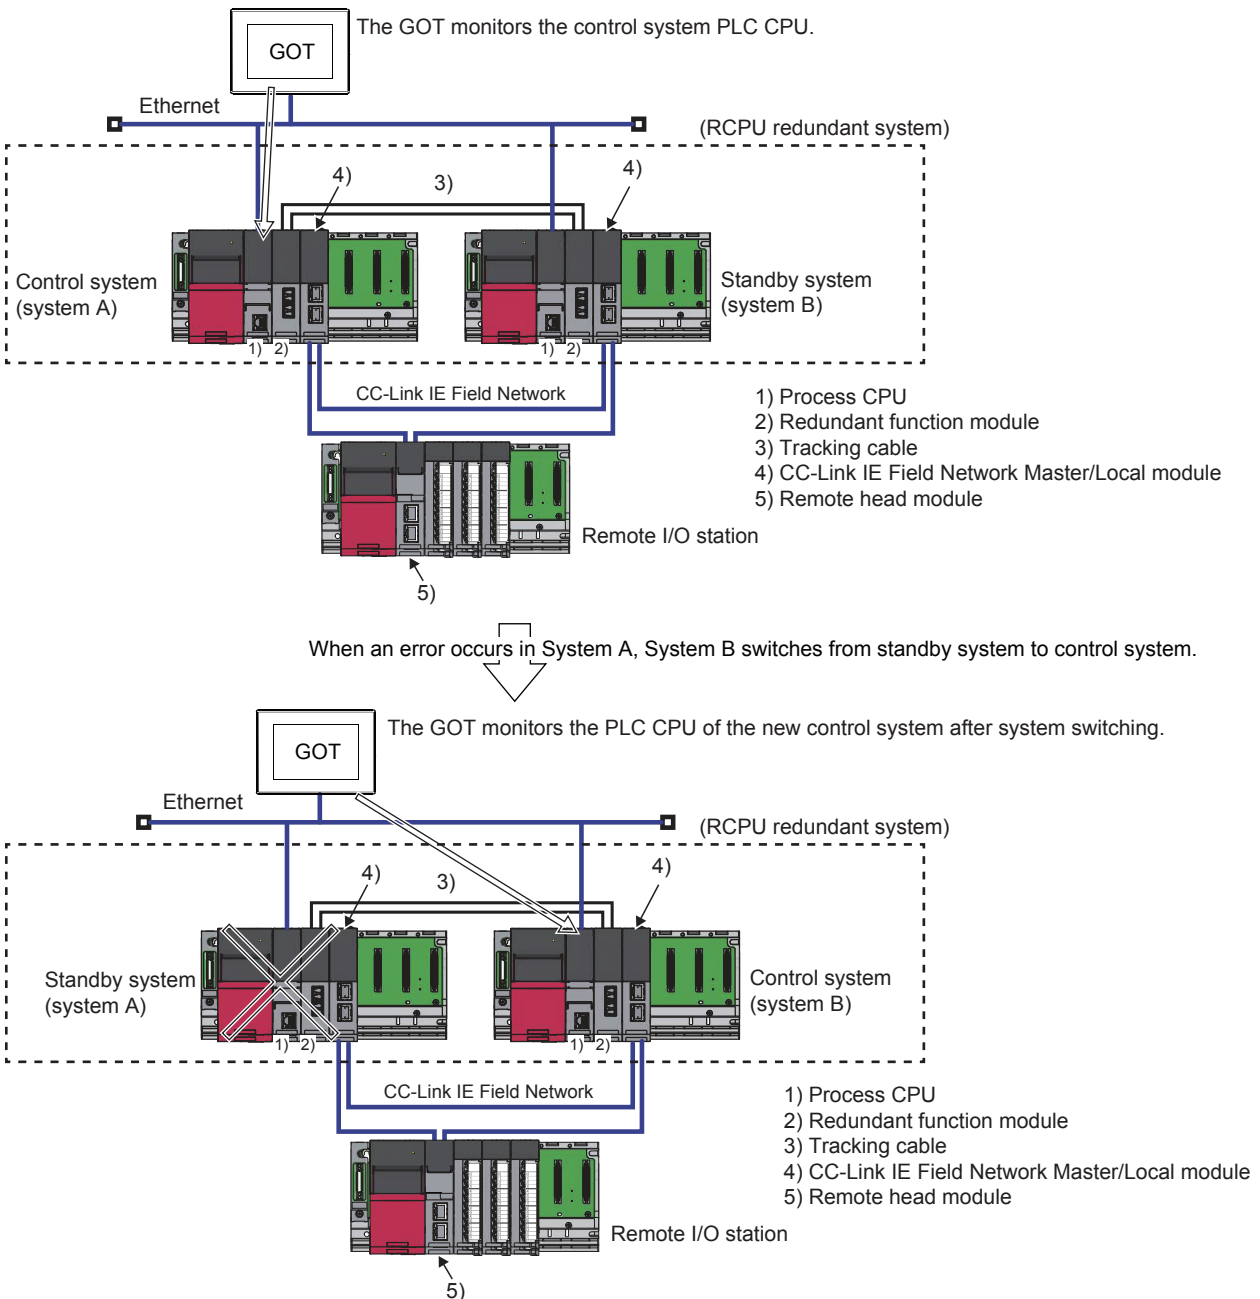 The GOT monitors the control system PLC CPU.
GOT
Ethernet
(RCPU redundant system)
4)
3)
4)
Control system
(system A)
Standby system
(system B)
1) 2)
1) 2)
CC-Link IE Field Network
1) Process CPU
2) Redundant function module
3) Tracking cable
4) CC-Link IE Field Network Master/Local module
5) Remote head module
Remote I/O station
5)
When an error occurs in System A, System B switches from standby system to control system.
The GOT monitors the PLC CPU of the new control system after system switching.
GOT
Ethernet
(RCPU redundant system)
4)
3)
4)
Standby system
(system A)
Control system
(system B)
1) 2)
1) 2)
CC-Link IE Field Network
1) Process CPU
2) Redundant function module
3) Tracking cable
4) CC-Link IE Field Network Master/Local module
5) Remote head module
Remote I/O station
5)